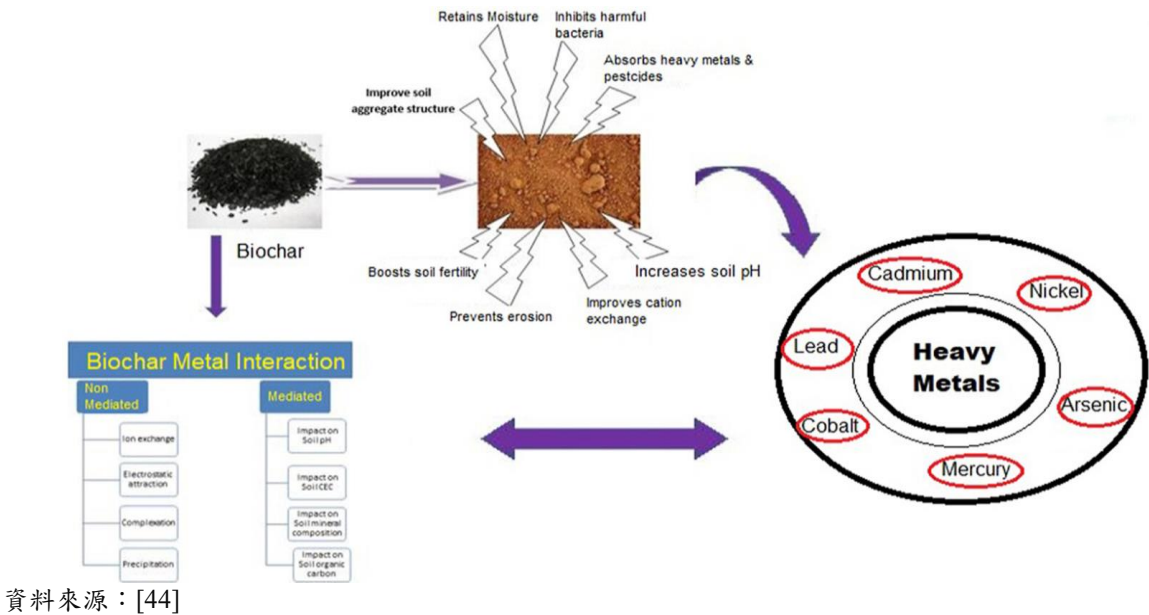 Retains Moisture
Inhibits harmful
bacteria
Absorbs heavy metals &
pestcides
Improve soil
aggregate structure
Biochar
Boosts soil fertility
Prevents erosion
Improves cation
exchange
Increases soil pH
Biochar Metal Interaction
Non
Mediated
Ion exchange
Electrostatic
attraction
Complexation
Precipitation
Mediated
Impact on
Soil pH
Impact on
Soil CEC
Impact on
Soil mineral
composition
Impact on
Soil organic
carbon
Heavy
Metals
Cadmium
Nickel
Lead
Arsenic
Cobalt
Mercury
資料來源：[44]